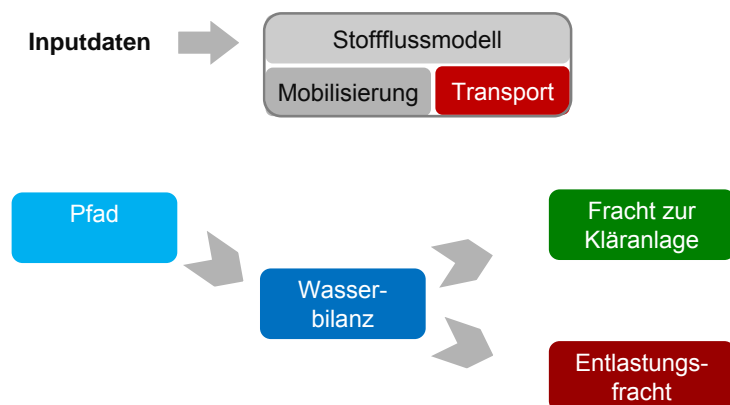 Inputdaten
Stoffflussmodell
Mobilisierung
Transport
Pfad
Fracht zur
Kläranlage
Wasser-
bilanz
Entlastungs-
fracht